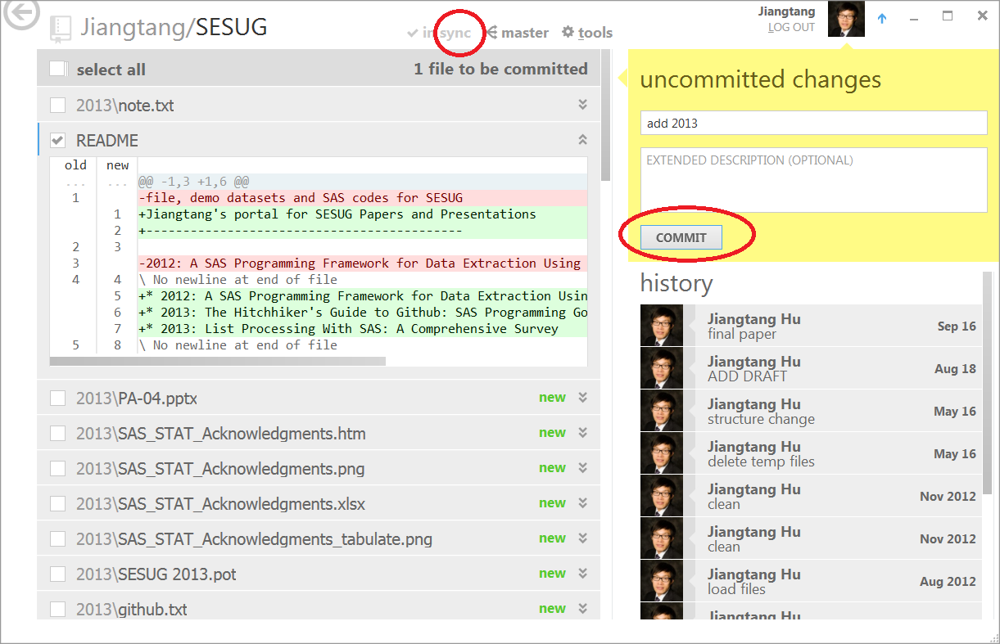 Jiangtang/SESUG
in sync
master
tools
Jiangtang
LOG OUT
select all
1 file to be committed
2013\note.txt
README
old new
... ... @@ -1,3 +1,6 @@
1 -file, demo datasets and SAS codes for SESUG
1 +Jiangtang's portal for SESUG Papers and Presentations
2 +-------------------------------------------
2 3
3 -2012: A SAS Programming Framework for Data Extraction Using
4 4 \ No newline at end of file
5 +* 2012: A SAS Programming Framework for Data Extraction Usin
6 +* 2013: The Hitchhiker's Guide to Github: SAS Programming Go
7 +* 2013: List Processing With SAS: A Comprehensive Survey
5 8 \ No newline at end of file
2013\PA-04.pptx new
2013\SAS_STAT_Acknowledgments.htm new
2013\SAS_STAT_Acknowledgments.png new
2013\SAS_STAT_Acknowledgments.xlsx new
2013\SAS_STAT_Acknowledgments_tabulate.png new
2013\SESUG 2013.pot new
2013\github.txt new
uncommitted changes
add 2013
EXTENDED DESCRIPTION (OPTIONAL)
COMMIT
history
Jiangtang Hu
final paper
Sep 16
Jiangtang Hu
ADD DRAFT
Aug 18
Jiangtang Hu
structure change
May 16
Jiangtang Hu
delete temp files
May 16
Jiangtang Hu
clean
Nov 2012
Jiangtang Hu
clean
Nov 2012
Jiangtang Hu
load files
Aug 2012
Jiangtang Hu